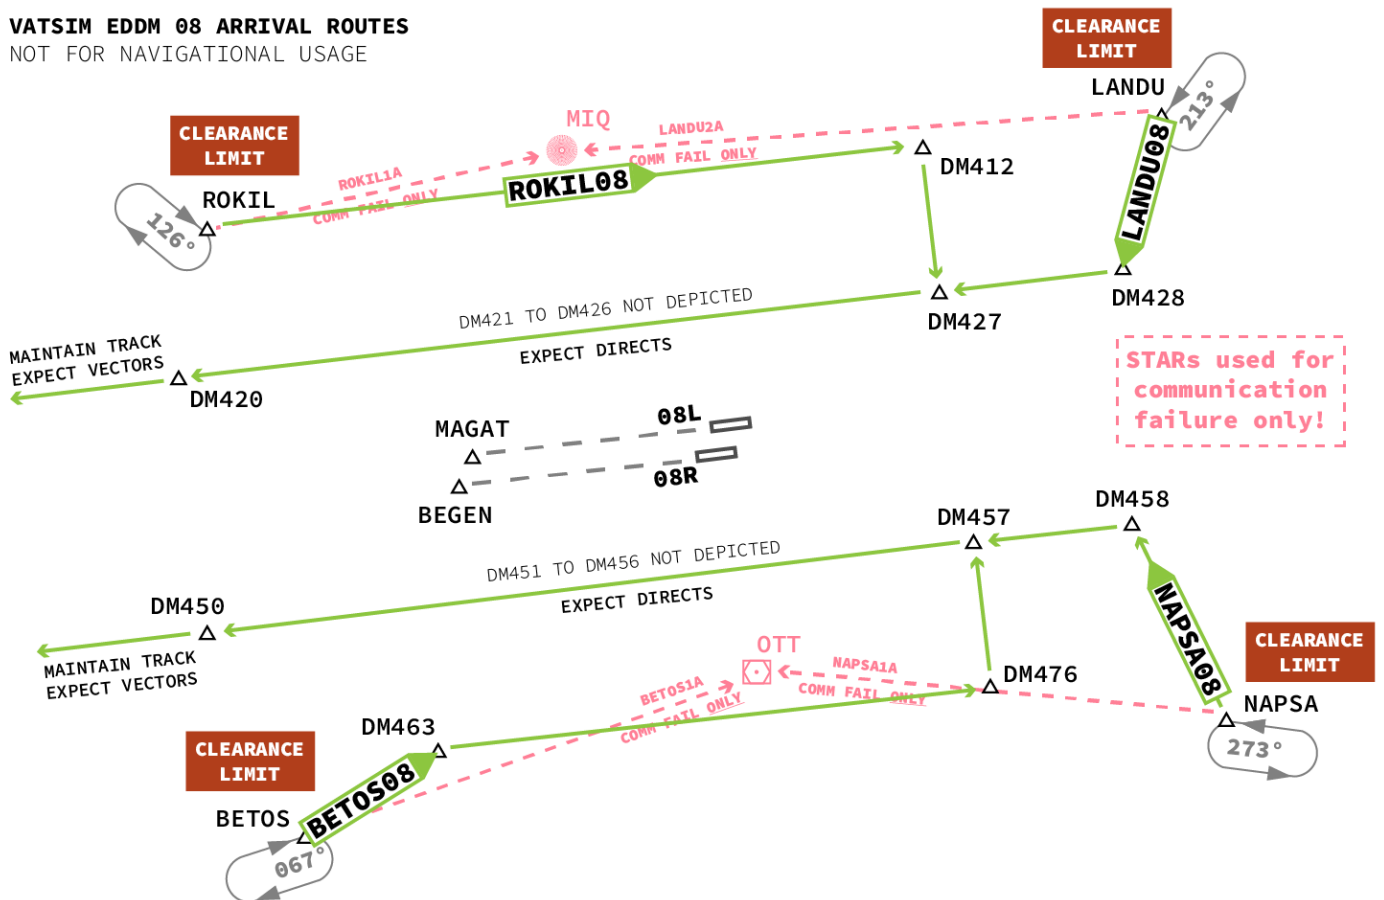 VATSIM EDDM 08 ARRIVAL ROUTES
NOT FOR NAVIGATIONAL USAGE
CLEARANCE
LIMIT
LANDU
213°
MIQ
LANDU2A
COMM FAIL ONLY
CLEARANCE
LIMIT
ROKIL
126°
ROKIL1A
COMM FAIL ONLY
ROKIL08
DM412
LANDU08
DM428
DM427
DM421 TO DM426 NOT DEPICTED
EXPECT DIRECTS
MAINTAIN TRACK
EXPECT VECTORS
DM420
STARs used for
communication
failure only!
MAGAT
08L
08R
BEGEN
DM458
DM457
DM451 TO DM456 NOT DEPICTED
EXPECT DIRECTS
DM450
MAINTAIN TRACK
EXPECT VECTORS
NAPSA08
CLEARANCE
LIMIT
NAPSA
273°
OTT
NAPSA1A
COMM FAIL ONLY
DM476
BETOS1A
COMM FAIL ONLY
DM463
CLEARANCE
LIMIT
BETOS
BETOS08
067°